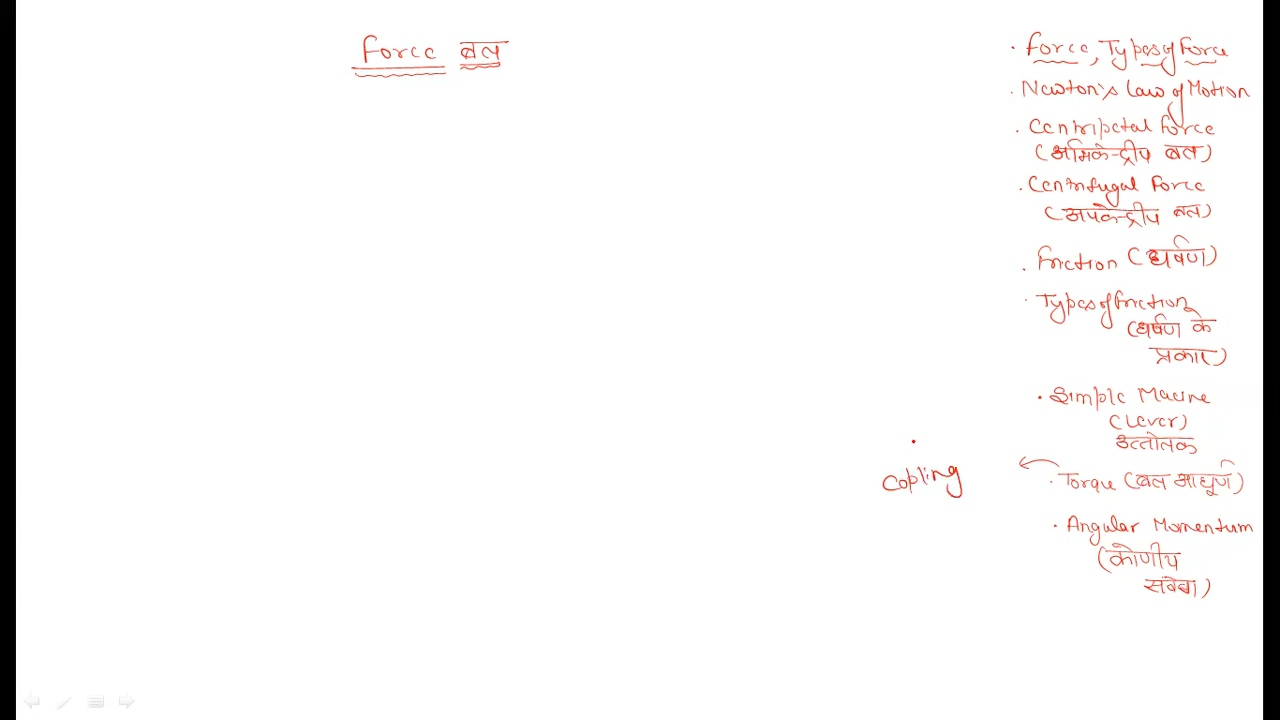 Force बल
. Force, Types of Force
. Newton's Law of Motion
. Centripetal Force
(अभिकेन्द्रीय बल)
. Centrifugal Force
(अपकेन्द्रीय बल)
. Friction (घर्षण)
. Types of friction
(घर्षण के
प्रकार)
. Simple Macine
(Lever)
उत्तोलक
copling
. Torque (बल आघूर्ण)
. Angular Momentum
(कोणीय